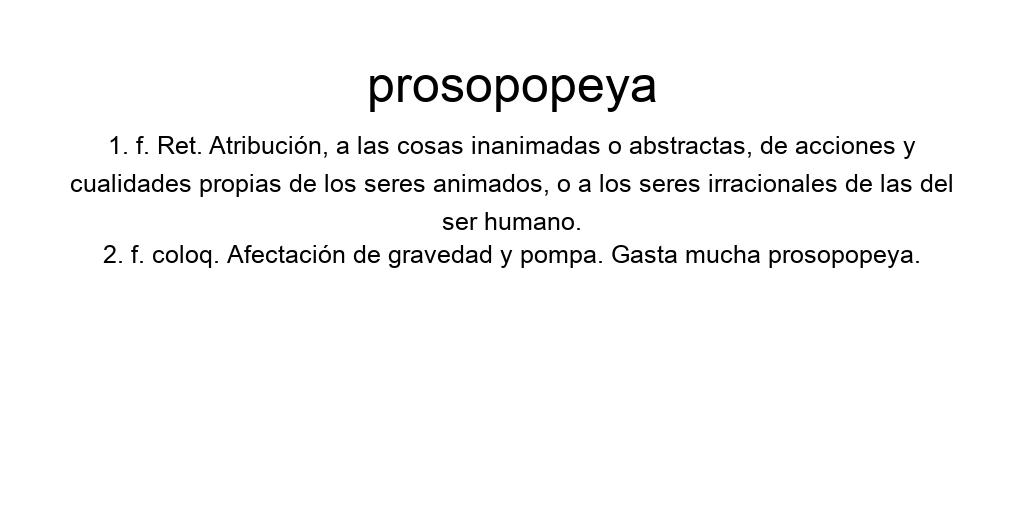 prosopopeya
1. f. Ret. Atribución, a las cosas inanimadas o abstractas, de acciones y
cualidades propias de los seres animados, o a los seres irracionales de las del
ser humano.
2. f. coloq. Afectación de gravedad y pompa. Gasta mucha prosopopeya.